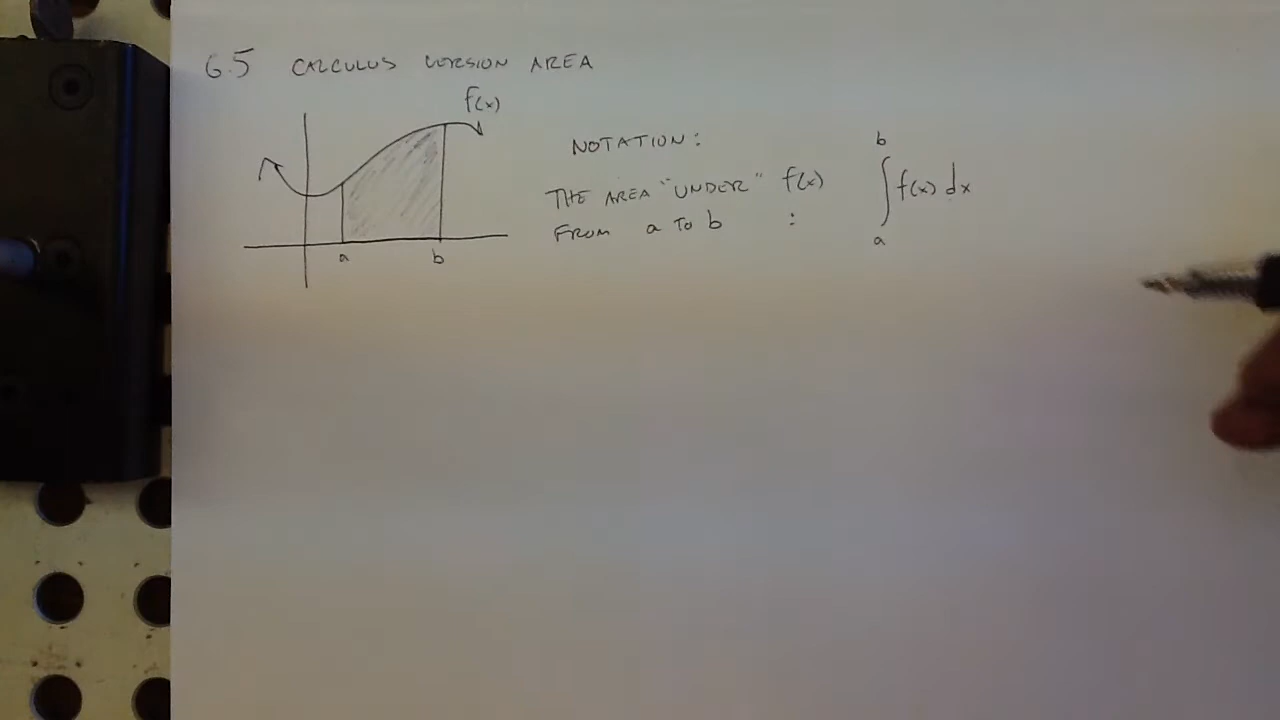 6.5 CALCULUS VERSION AREA
f(x)
a b
NOTATION:
THE AREA "UNDER" f(x)
FROM a TO b :
b
∫ f(x) dx
a